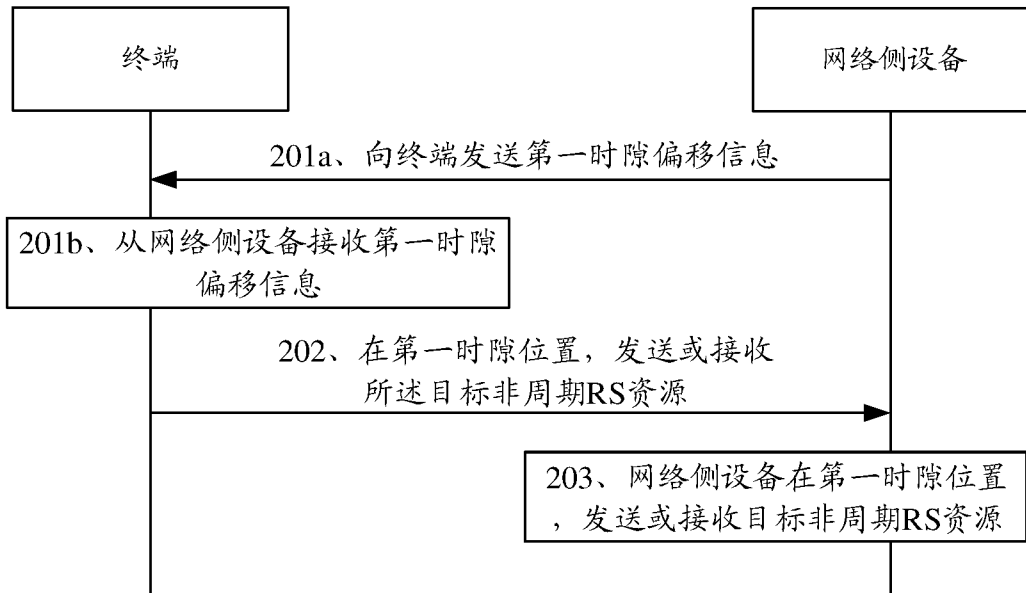 终端
网络侧设备
201a、向终端发送第一时隙偏移信息
201b、从网络侧设备接收第一时隙
偏移信息
202、在第一时隙位置，发送或接收
所述目标非周期RS资源
203、网络侧设备在第一时隙位置
，发送或接收目标非周期RS资源